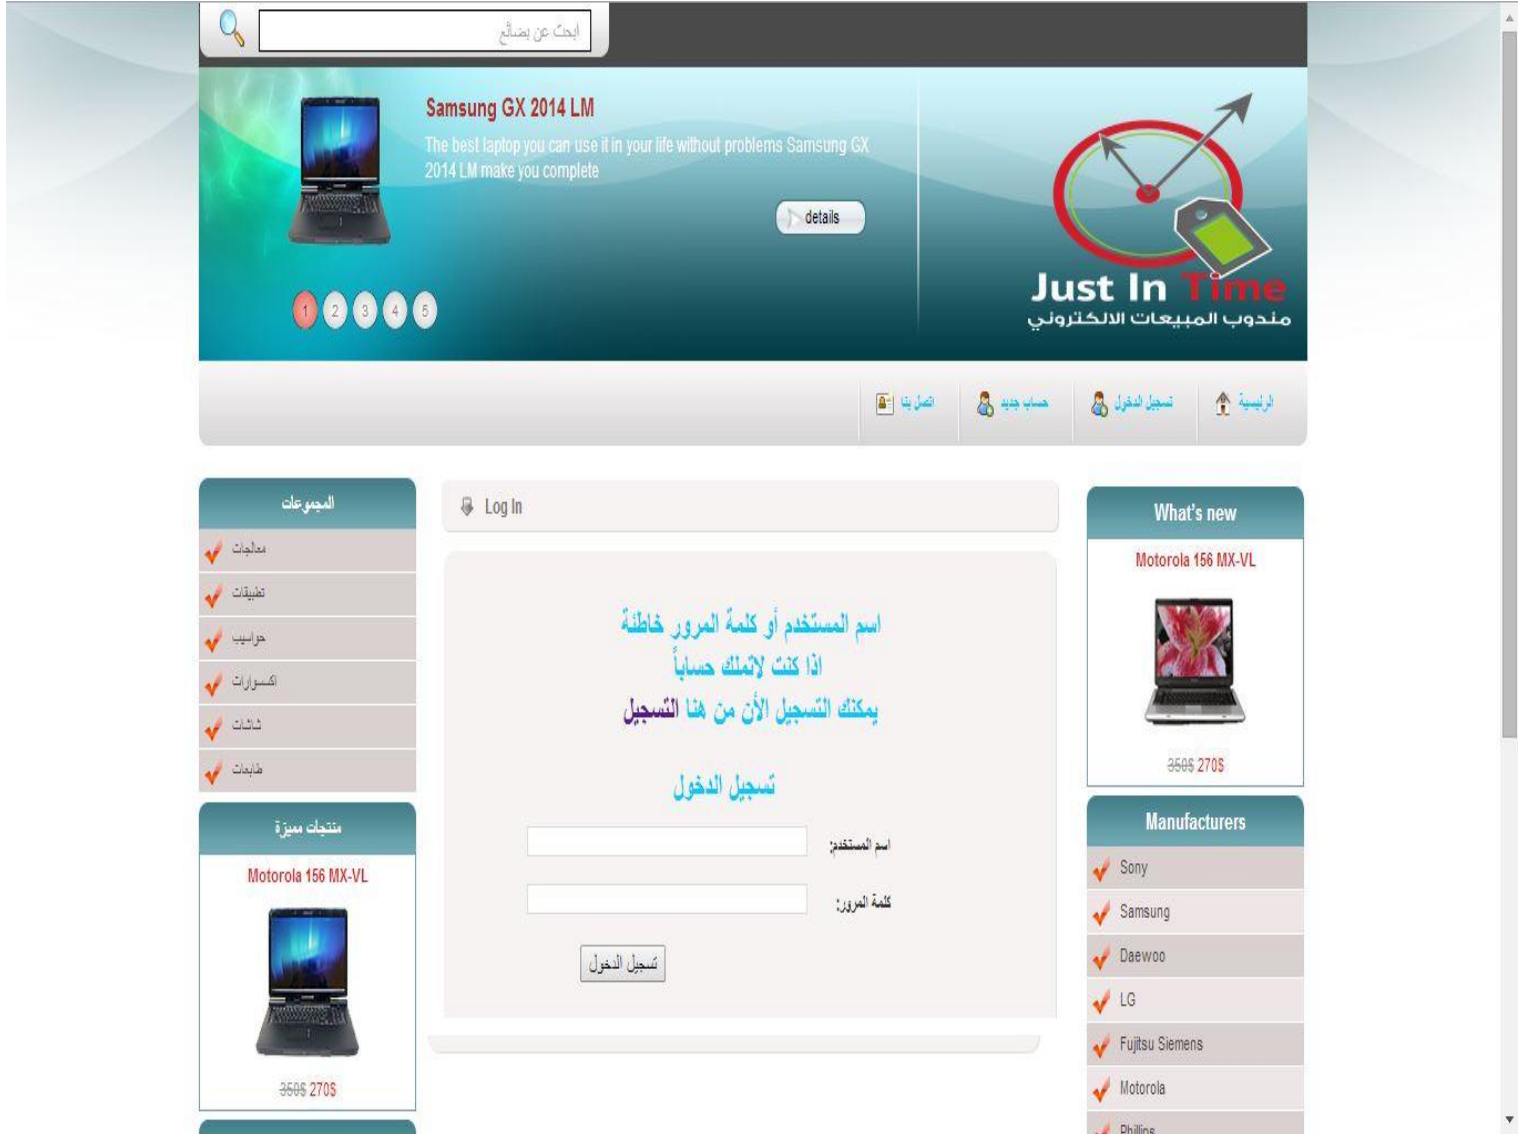 ابحث عن بضائع
Samsung GX 2014 LM
The best laptop you can use it in your life without problems Samsung GX
2014 LM make you complete
details
1 2 3 4 5
Just In Time
مندوب المبيعات الالكتروني
الرئيسية
تسجيل الدخول
حساب جديد
اتصل بنا
المجموعات
معالجات
تطبيقات
حواسيب
اكسسوارات
شاشات
طابعات
منتجات مميزة
Motorola 156 MX-VL
350$ 270$
Log In
اسم المستخدم أو كلمة المرور خاطئة
اذا كنت لاتملك حساباً
يمكنك التسجيل الأن من هنا التسجيل
تسجيل الدخول
اسم المستخدم:
كلمة المرور:
تسجيل الدخول
What's new
Motorola 156 MX-VL
350$ 270$
Manufacturers
Sony
Samsung
Daewoo
LG
Fujitsu Siemens
Motorola
Phillips